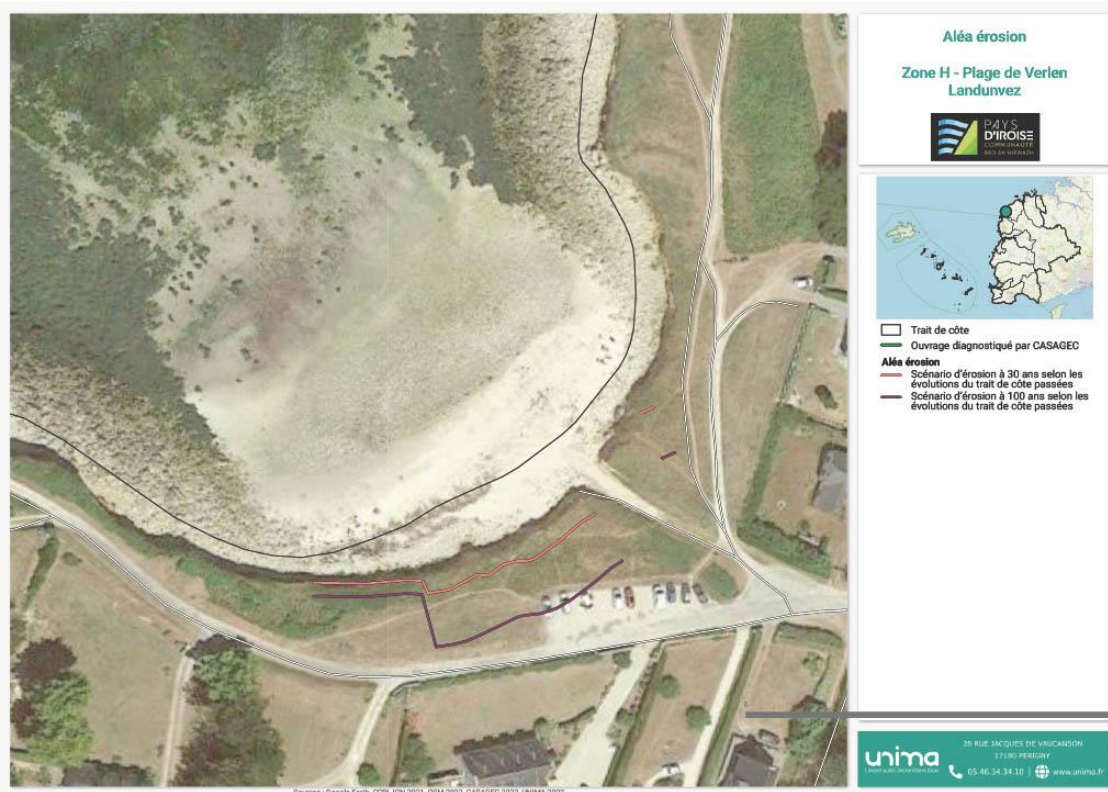 Aléa érosion
Zone H - Plage de Verlen
Landunvez
PAYS
D'IROISE
COMMUNAUTÉ
BRO AN HIRWAZH
Trait de côte
Ouvrage diagnostiqué par CASAGEC
Aléa érosion
Scénario d'érosion à 30 ans selon les
évolutions du trait de côte passées
Scénario d'érosion à 100 ans selon les
évolutions du trait de côte passées
unima
28 RUE JACQUES DE VAUCANSON
17180 PERIGNY
05.46.34.34.10 | www.unima.fr